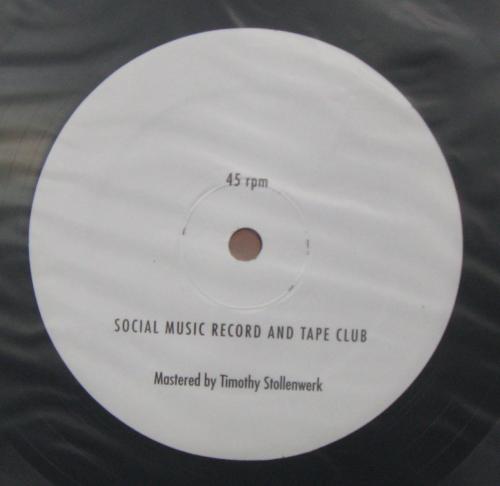 45 rpm
SOCIAL MUSIC RECORD AND TAPE CLUB
Mastered by Timothy Stollenwerk